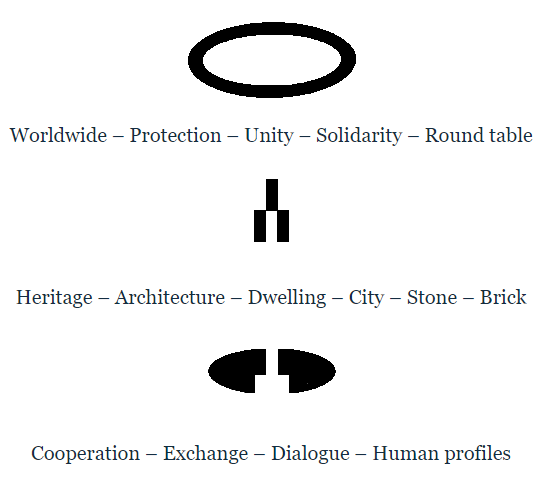 Worldwide – Protection – Unity – Solidarity – Round table
Heritage – Architecture – Dwelling – City – Stone – Brick
Cooperation – Exchange – Dialogue – Human profiles